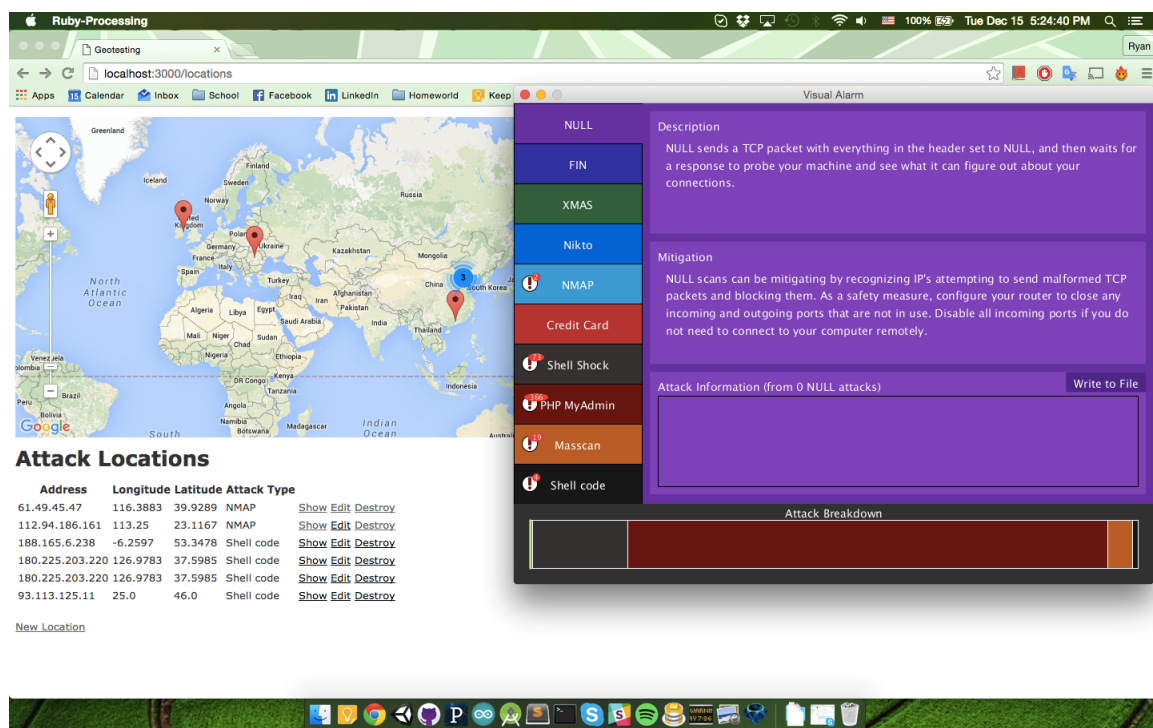 Ruby-Processing
100% Tue Dec 15 5:24:40 PM
Geotesting
Ryan
localhost:3000/locations
Apps 15 Calendar Inbox School Facebook LinkedIn Homeworld Keep
Visual Alarm
Greenland
Iceland
Finland
Sweden
Norway
Russia
United Kingdom
Ukraine
Germany
France
Italy
Spain
Kazakhstan
Mongolia
North Atlantic Ocean
Turkey
China
3
South Korea
Iraq
Iran
Afghanistan
Pakistan
Algeria
Libya
Egypt
Saudi Arabia
India
Thailand
Mali
Niger
Chad
Sudan
Nigeria
Ethiopia
Venezuela
DR Congo
Kenya
Tanzania
Indonesia
Brazil
Peru
Bolivia
Angola
Namibia
Botswana
Madagascar
Indian Ocean
South
Google
NULL
FIN
XMAS
Nikto
2 NMAP
Credit Card
73 Shell Shock
166 PHP MyAdmin
19 Masscan
4 Shell code
Description
NULL sends a TCP packet with everything in the header set to NULL, and then waits for
a response to probe your machine and see what it can figure out about your
connections.
Mitigation
NULL scans can be mitigating by recognizing IP's attempting to send malformed TCP
packets and blocking them. As a safety measure, configure your router to close any
incoming and outgoing ports that are not in use. Disable all incoming ports if you do
not need to connect to your computer remotely.
Attack Information (from 0 NULL attacks)
Write to File
Attack Breakdown
Attack Locations
Address Longitude Latitude Attack Type
61.49.45.47 116.3883 39.9289 NMAP Show Edit Destroy
112.94.186.161 113.25 23.1167 NMAP Show Edit Destroy
188.165.6.238 -6.2597 53.3478 Shell code Show Edit Destroy
180.225.203.220 126.9783 37.5985 Shell code Show Edit Destroy
180.225.203.220 126.9783 37.5985 Shell code Show Edit Destroy
93.113.125.11 25.0 46.0 Shell code Show Edit Destroy
New Location